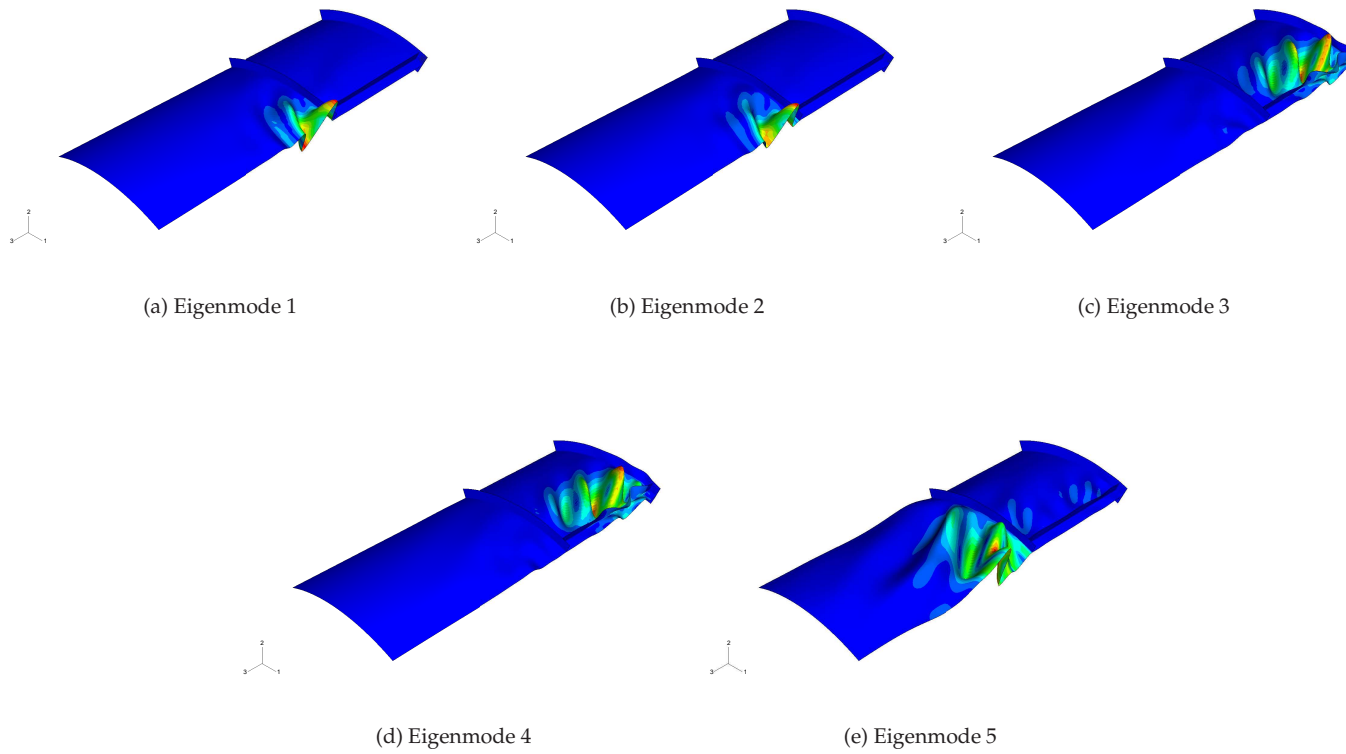 2
3 1
(a) Eigenmode 1
2
3 1
(b) Eigenmode 2
2
3 1
(c) Eigenmode 3
2
3 1
(d) Eigenmode 4
2
3 1
(e) Eigenmode 5